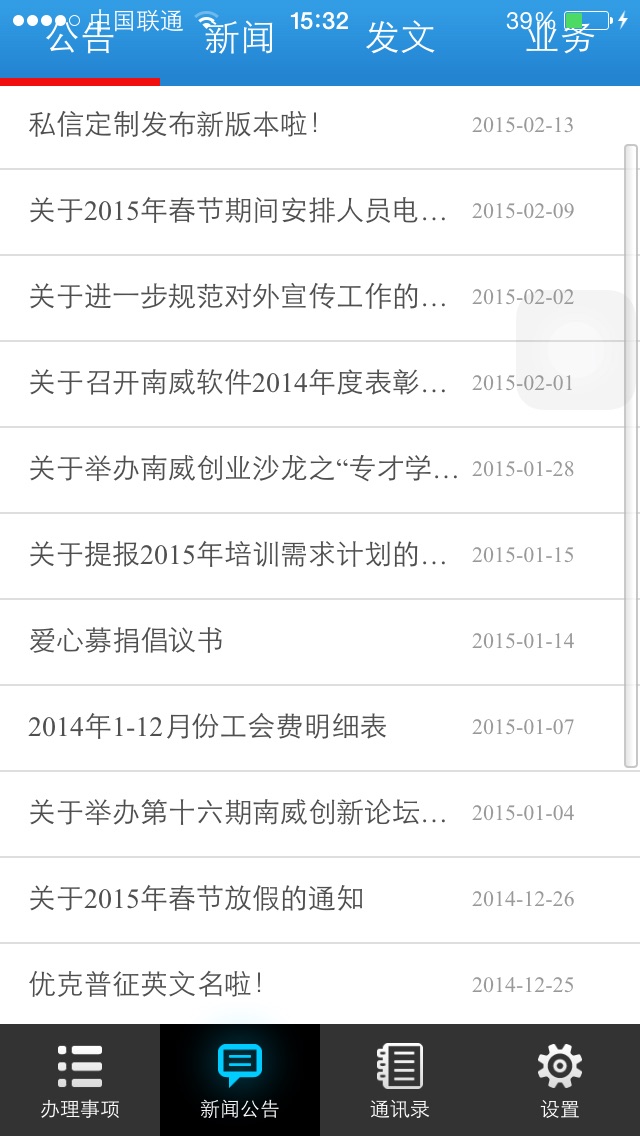 中国联通 15:32 39%
公告 新闻 发文 业务
私信定制发布新版本啦！ 2015-02-13
关于2015年春节期间安排人员电… 2015-02-09
关于进一步规范对外宣传工作的… 2015-02-02
关于召开南威软件2014年度表彰… 2015-02-01
关于举办南威创业沙龙之“专才学… 2015-01-28
关于提报2015年培训需求计划的… 2015-01-15
爱心募捐倡议书 2015-01-14
2014年1-12月份工会费明细表 2015-01-07
关于举办第十六期南威创新论坛… 2015-01-04
关于2015年春节放假的通知 2014-12-26
优克普征英文名啦！ 2014-12-25
办理事项 新闻公告 通讯录 设置